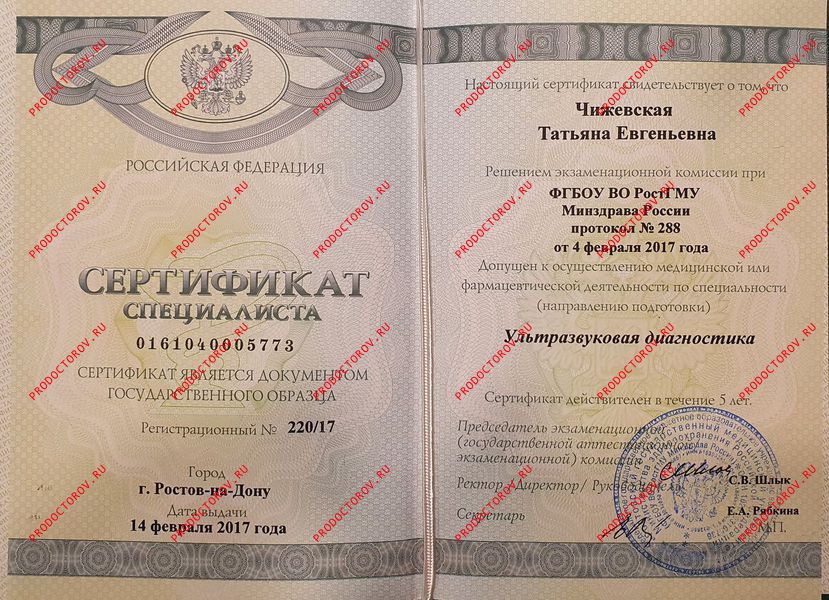 РОССИЙСКАЯ ФЕДЕРАЦИЯ
СЕРТИФИКАТ
СПЕЦИАЛИСТА
0161040005773
СЕРТИФИКАТ ЯВЛЯЕТСЯ ДОКУМЕНТОМ
ГОСУДАРСТВЕННОГО ОБРАЗЦА
Регистрационный № 220/17
Город
г. Ростов-на-Дону
Дата выдачи
14 февраля 2017 года
Настоящий сертификат свидетельствует о том, что
Чижевская
Татьяна Евгеньевна
Решением экзаменационной комиссии при
ФГБОУ ВО РостГМУ
Минздрава России
протокол № 288
от 4 февраля 2017 года
Допущен к осуществлению медицинской или
фармацевтической деятельности по специальности
(направлению подготовки)
Ультразвуковая диагностика
Сертификат действителен в течение 5 лет.
Председатель экзаменационной
(государственной аттестационной
экзаменационной) комиссии
Ректор /Директор/ Руководитель
С.В. Шлык
Секретарь
Е.А. Рябкина
М.П.
PRODOCTOROV.RU